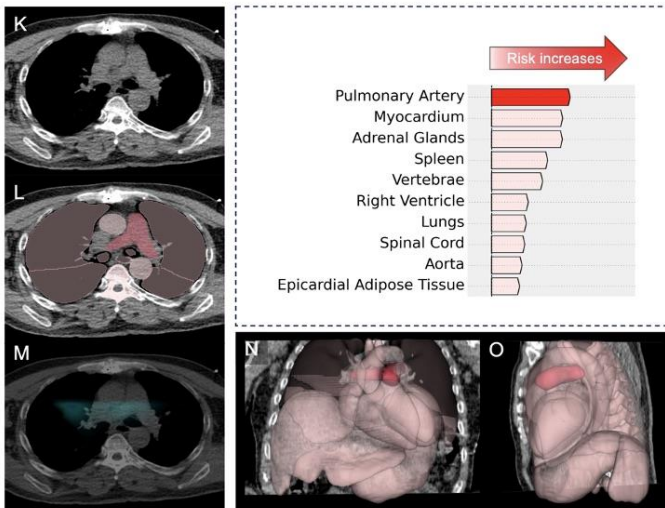 K
Risk increases
Pulmonary Artery
Myocardium
Adrenal Glands
Spleen
Vertebrae
Right Ventricle
Lungs
Spinal Cord
Aorta
Epicardial Adipose Tissue
L
M
N
O